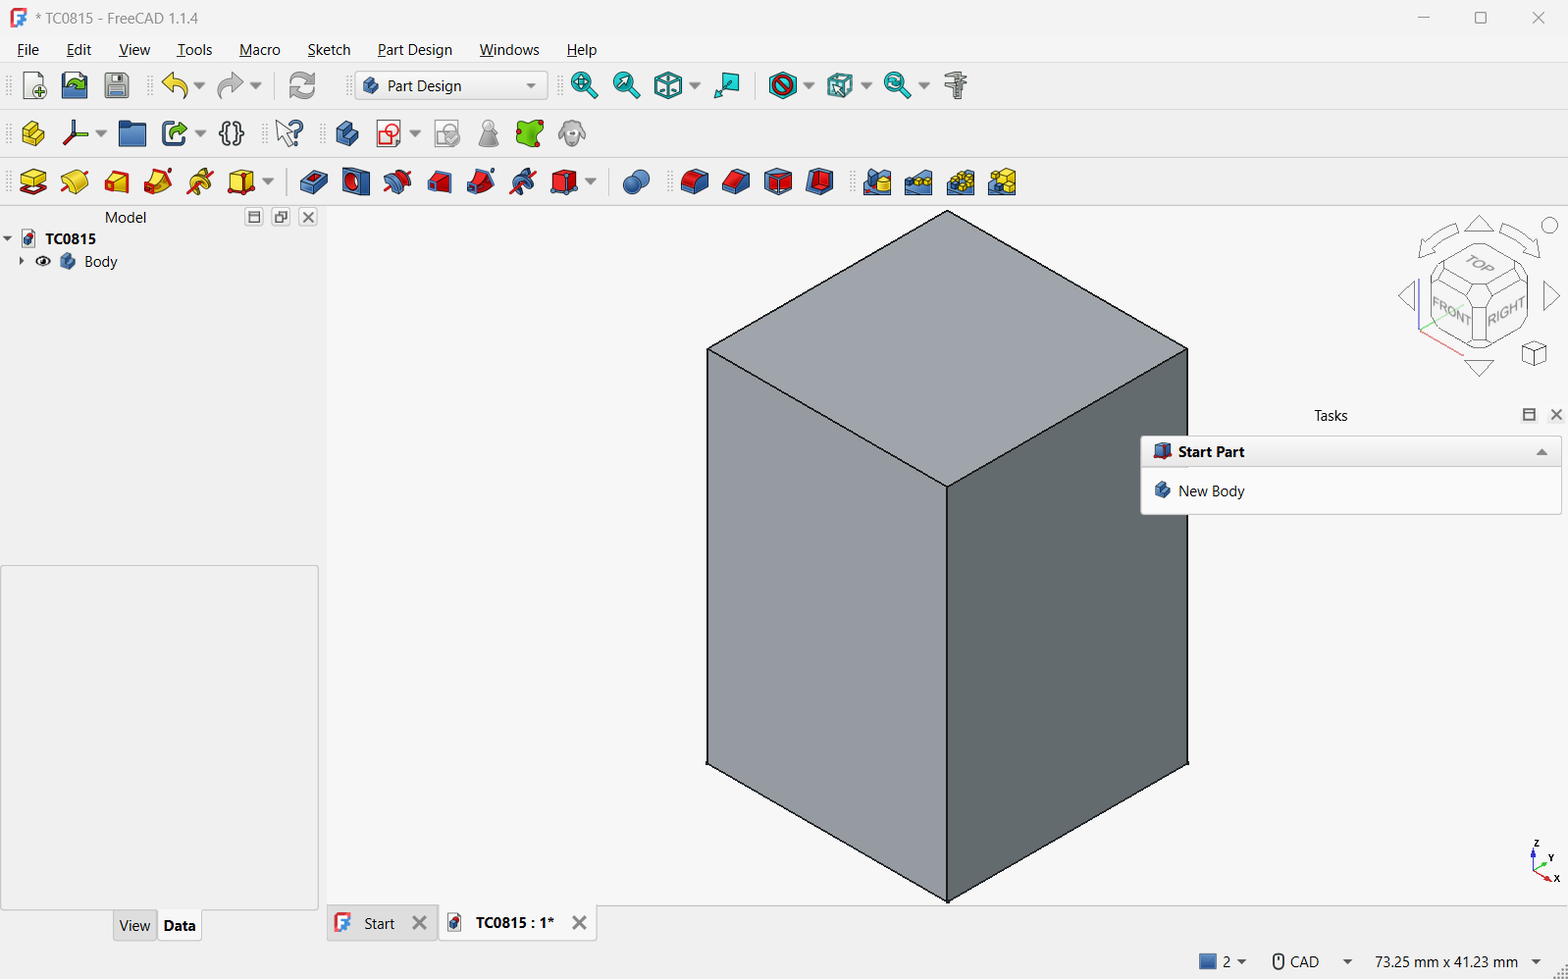 * TC0815 - FreeCAD 1.1.4
File Edit View Tools Macro Sketch Part Design Windows Help
Part Design
Model
TC0815
Body
TOP
FRONT
RIGHT
Tasks
Start Part
New Body
Z
Y
X
View Data
Start
TC0815 : 1*
2
CAD
73.25 mm x 41.23 mm